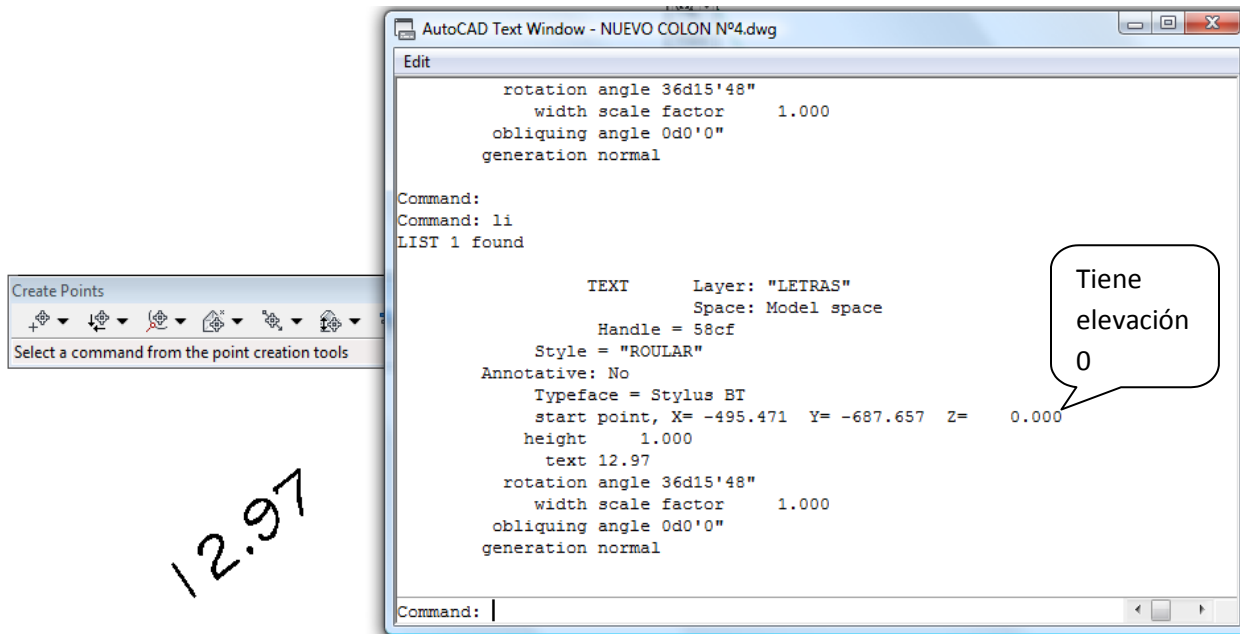 AutoCAD Text Window - NUEVO COLON Nº4.dwg
Edit
rotation angle 36d15'48"
width scale factor 1.000
obliquing angle 0d0'0"
generation normal
Command:
Command: li
LIST 1 found
TEXT Layer: "LETRAS"
Space: Model space
Handle = 58cf
Style = "ROULAR"
Annotative: No
Typeface = Stylus BT
start point, X= -495.471 Y= -687.657 Z= 0.000
height 1.000
text 12.97
rotation angle 36d15'48"
width scale factor 1.000
obliquing angle 0d0'0"
generation normal
Command:
Tiene
elevación
0
Create Points
Select a command from the point creation tools
12.97